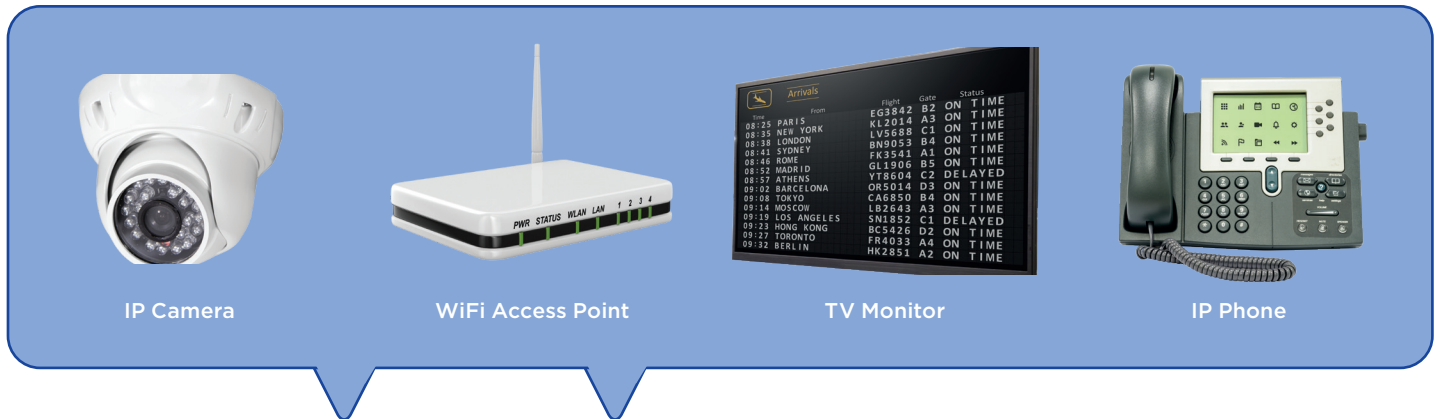 PWR STATUS WLAN LAN 1 2 3 4
Arrivals
Time From Flight Gate Status
08:25 PARIS EG3842 B2 ON TIME
08:35 NEW YORK KL2014 A3 ON TIME
08:38 LONDON LV5688 C1 ON TIME
08:41 SYDNEY BN9053 B4 ON TIME
08:46 ROME FK3541 A1 ON TIME
08:52 MADRID GL1906 B5 ON TIME
08:57 ATHENS YT8604 C2 DELAYED
09:02 BARCELONA OR5014 D3 ON TIME
09:08 TOKYO CA6850 B4 ON TIME
09:14 MOSCOW LB2643 A3 ON TIME
09:19 LOS ANGELES SN1852 C1 DELAYED
09:23 HONG KONG BC5426 D2 ON TIME
09:27 TORONTO FR4033 A4 ON TIME
09:32 BERLIN HK2851 A2 ON TIME
IP Camera
WiFi Access Point
TV Monitor
IP Phone